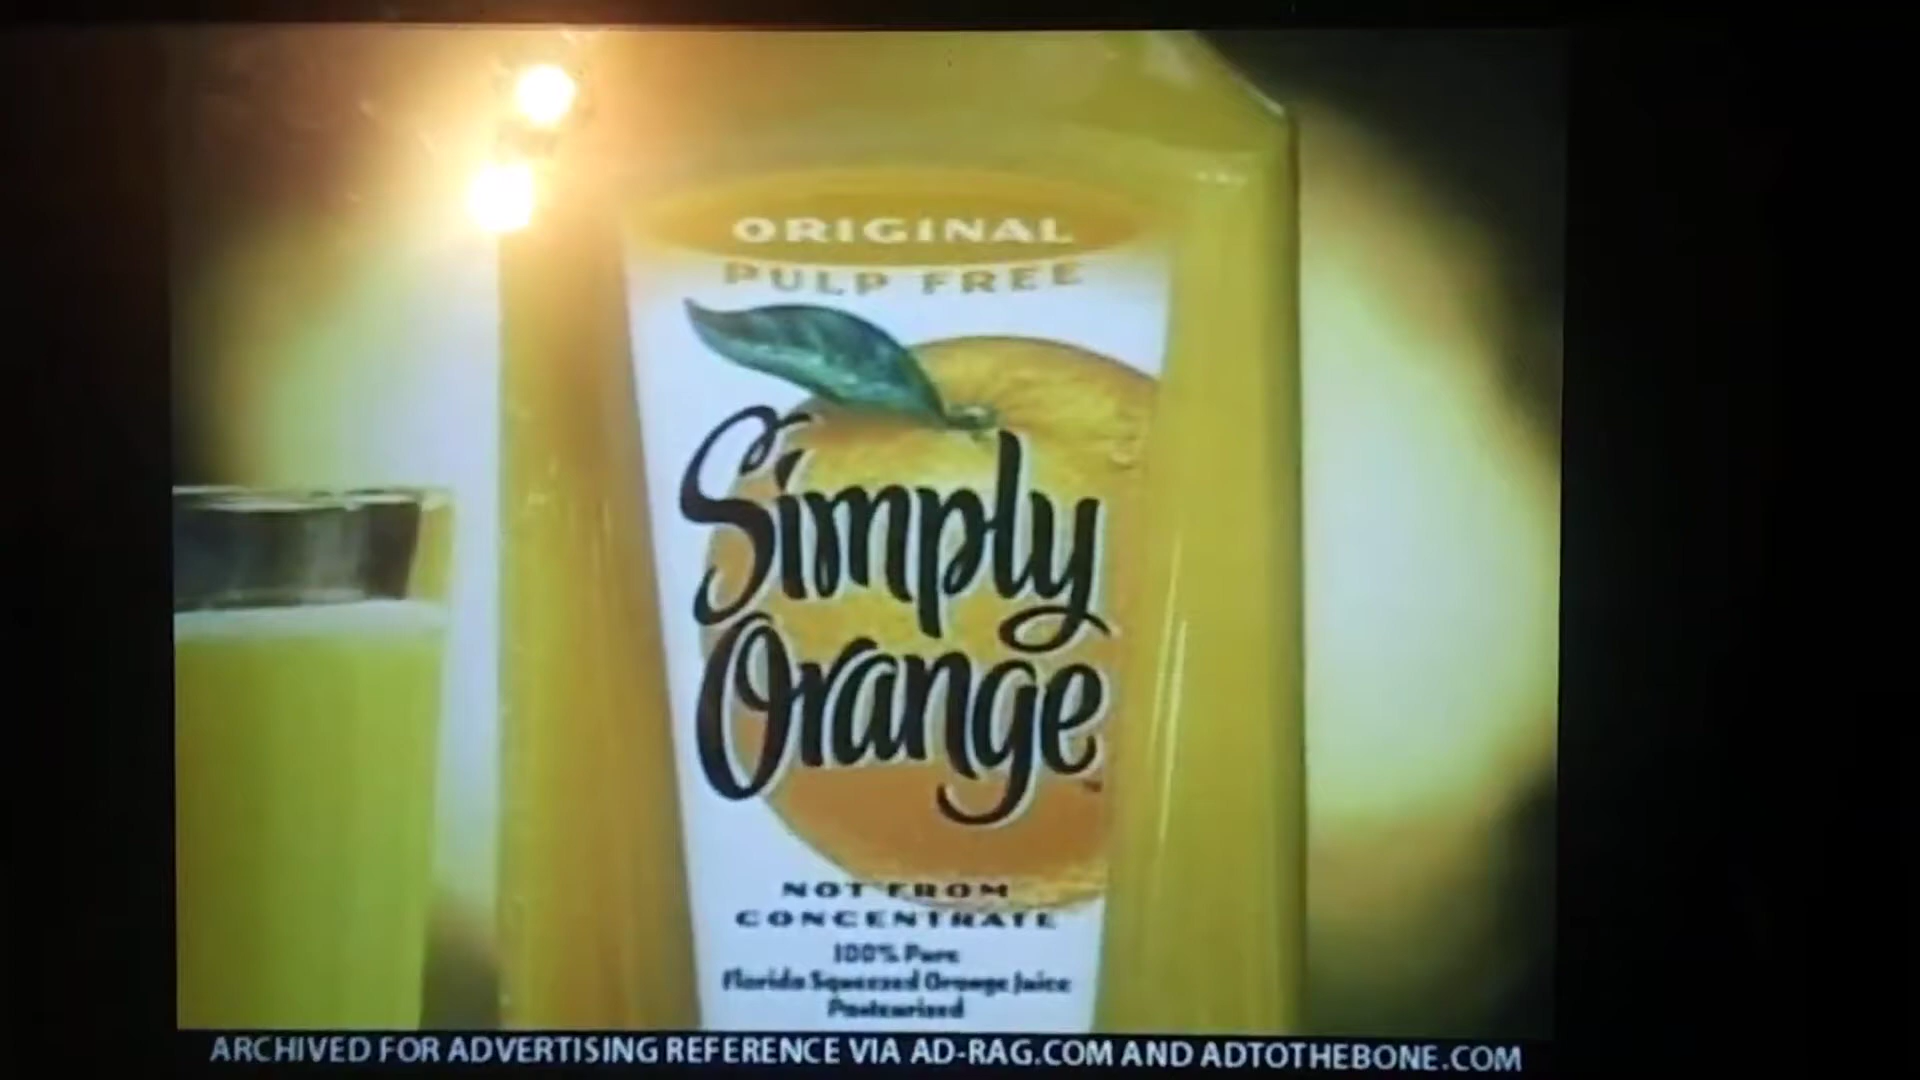 ORIGINAL
PULP FREE
Simply
Orange
TM
NOT FROM
CONCENTRATE
100% Pure
Florida Squeezed Orange Juice
Pasteurized
ARCHIVED FOR ADVERTISING REFERENCE VIA AD-RAG.COM AND ADTOTHEBONE.COM